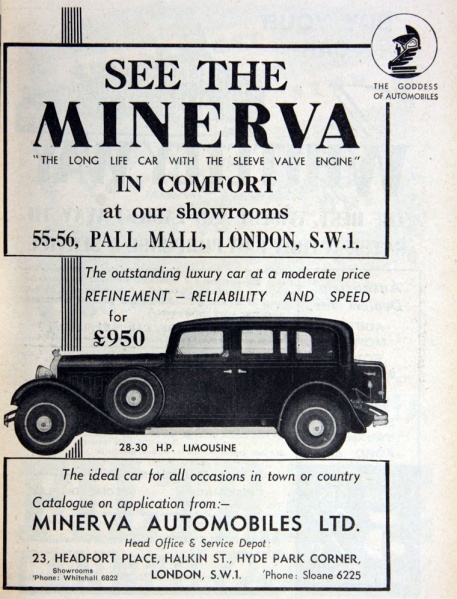 THE GODDESS
OF AUTOMOBILES
SEE THE
MINERVA
"THE LONG LIFE CAR WITH THE SLEEVE VALVE ENGINE"
IN COMFORT
at our showrooms
55-56, PALL MALL, LONDON, S.W.1.
The outstanding luxury car at a moderate price
REFINEMENT – RELIABILITY AND SPEED
for
£950
28-30 H.P. LIMOUSINE
The ideal car for all occasions in town or country
Catalogue on application from:–
MINERVA AUTOMOBILES LTD.
Head Office & Service Depot:
23, HEADFORT PLACE, HALKIN ST., HYDE PARK CORNER,
Showrooms
'Phone: Whitehall 6822
LONDON, S.W.1. 'Phone: Sloane 6225